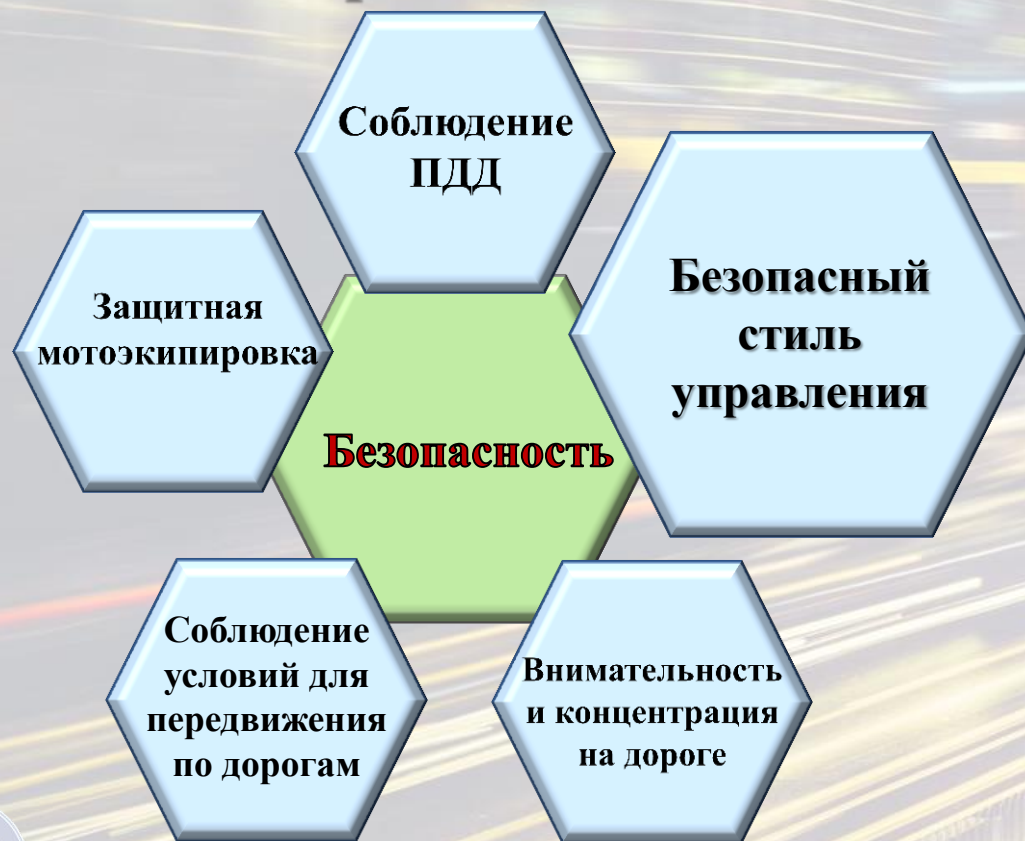 Соблюдение
ПДД
Безопасный
стиль
управления
Защитная
мотоэкипировка
Безопасность
Соблюдение
условий для
передвижения
по дорогам
Внимательность
и концентрация
на дороге